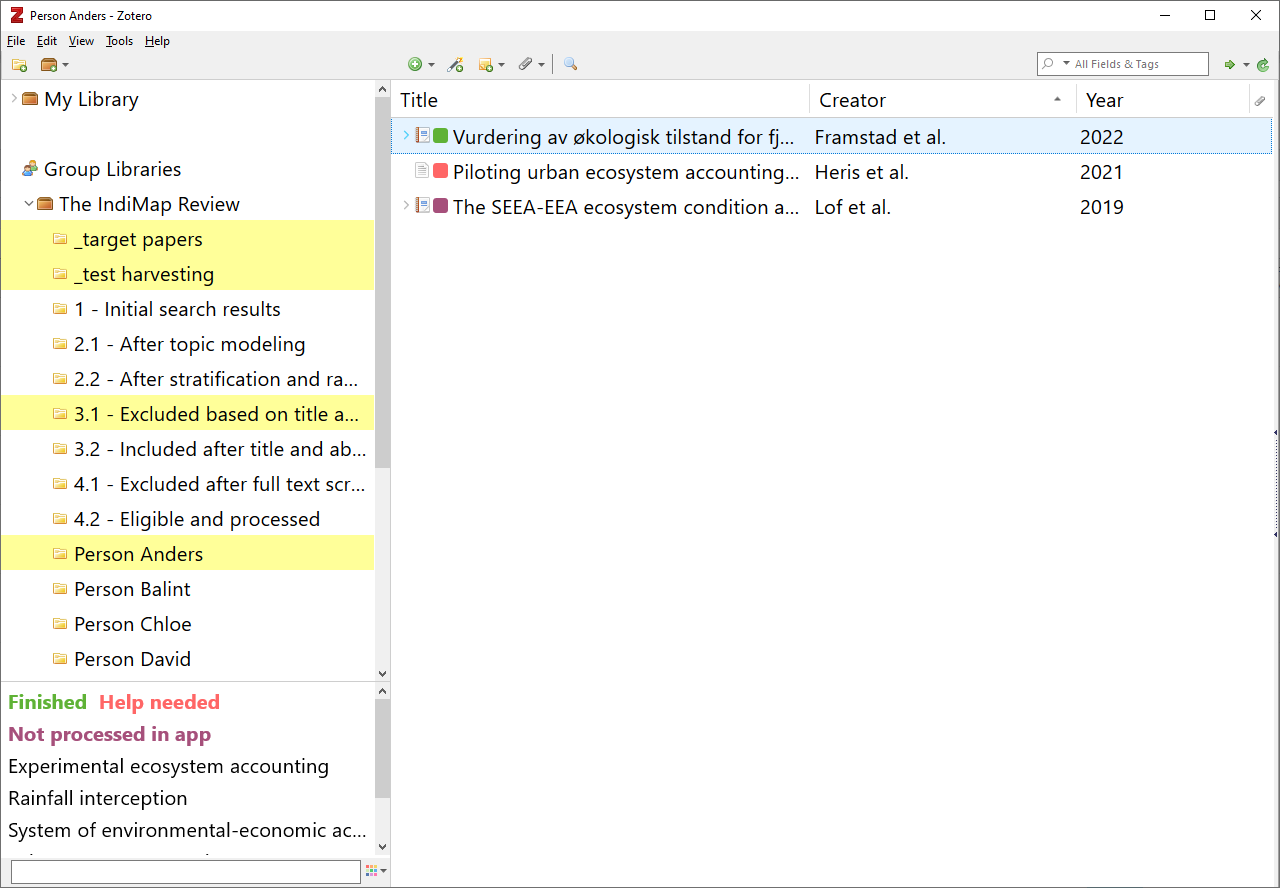 Person Anders - Zotero
File Edit View Tools Help
All Fields & Tags
My Library
Group Libraries
The IndiMap Review
_target papers
_test harvesting
1 - Initial search results
2.1 - After topic modeling
2.2 - After stratification and ra...
3.1 - Excluded based on title a...
3.2 - Included after title and ab...
4.1 - Excluded after full text scr...
4.2 - Eligible and processed
Person Anders
Person Balint
Person Chloe
Person David
Finished Help needed
Not processed in app
Experimental ecosystem accounting
Rainfall interception
System of environmental-economic ac...
Title Creator Year
Vurdering av økologisk tilstand for fj... Framstad et al. 2022
Piloting urban ecosystem accounting... Heris et al. 2021
The SEEA-EEA ecosystem condition a... Lof et al. 2019